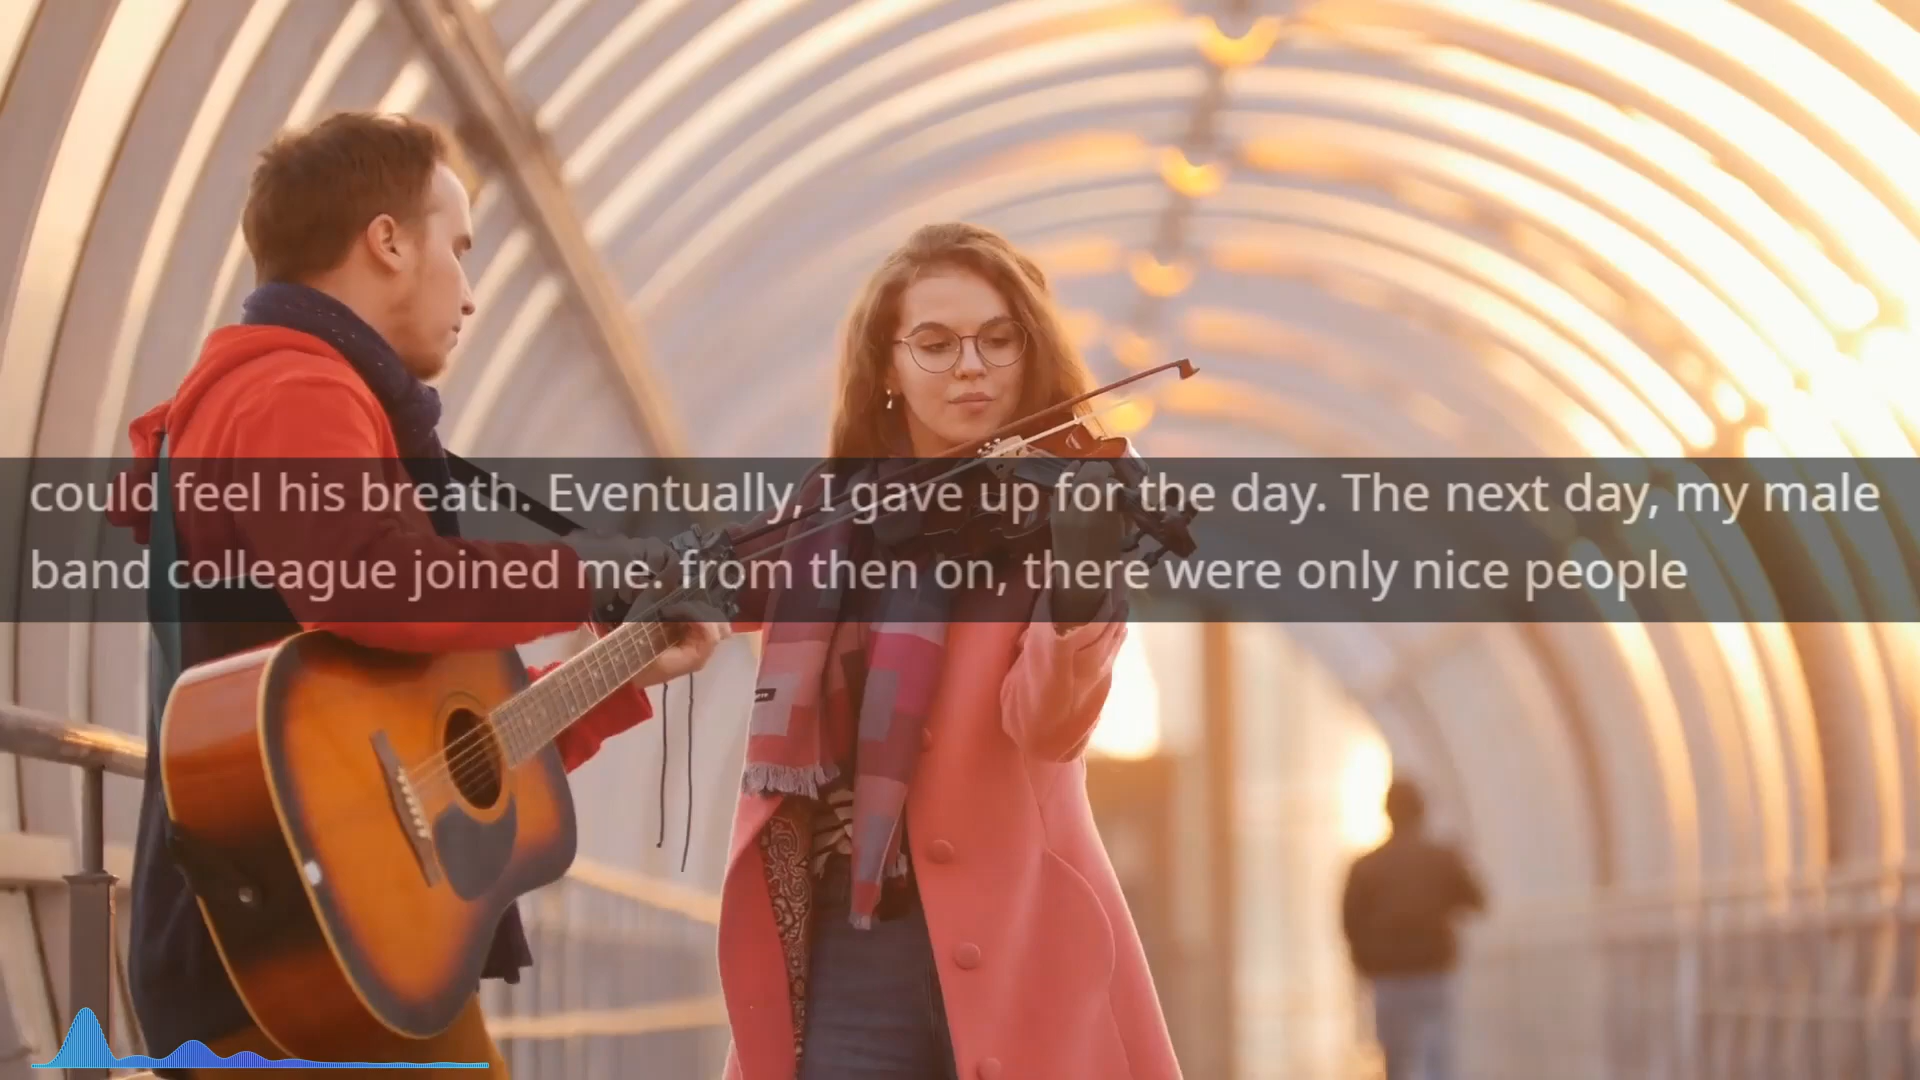 could feel his breath. Eventually, I gave up for the day. The next day, my male
band colleague joined me. from then on, there were only nice people